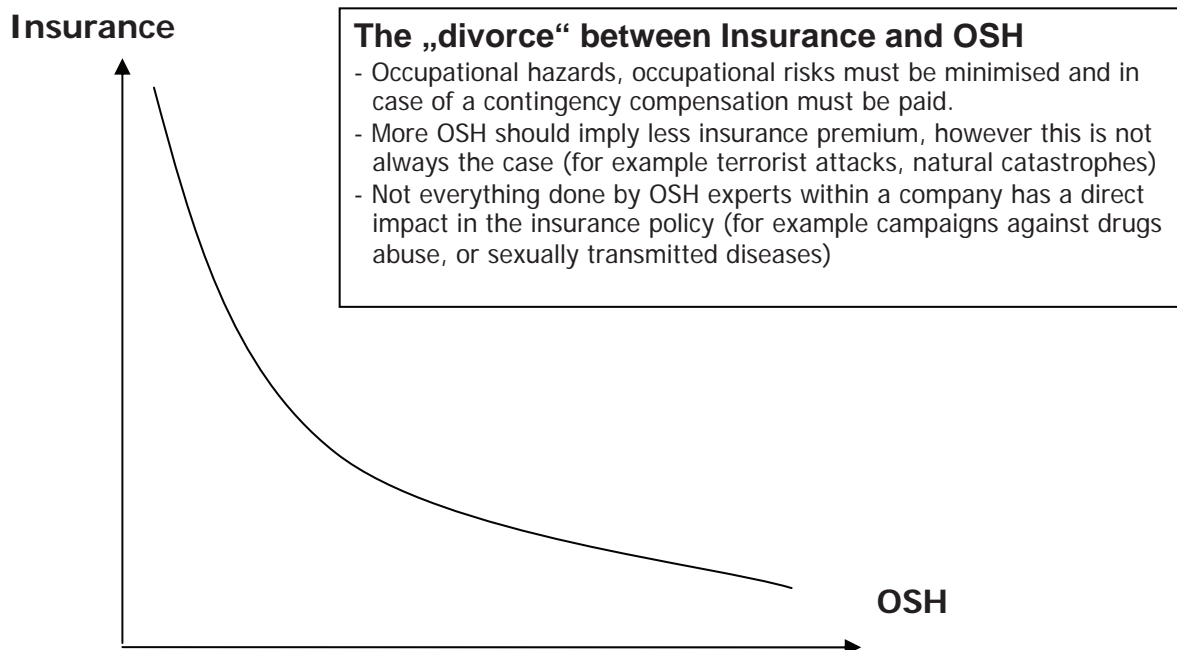 Insurance
The „divorce“ between Insurance and OSH
- Occupational hazards, occupational risks must be minimised and in
case of a contingency compensation must be paid.
- More OSH should imply less insurance premium, however this is not
always the case (for example terrorist attacks, natural catastrophes)
- Not everything done by OSH experts within a company has a direct
impact in the insurance policy (for example campaigns against drugs
abuse, or sexually transmitted diseases)
OSH